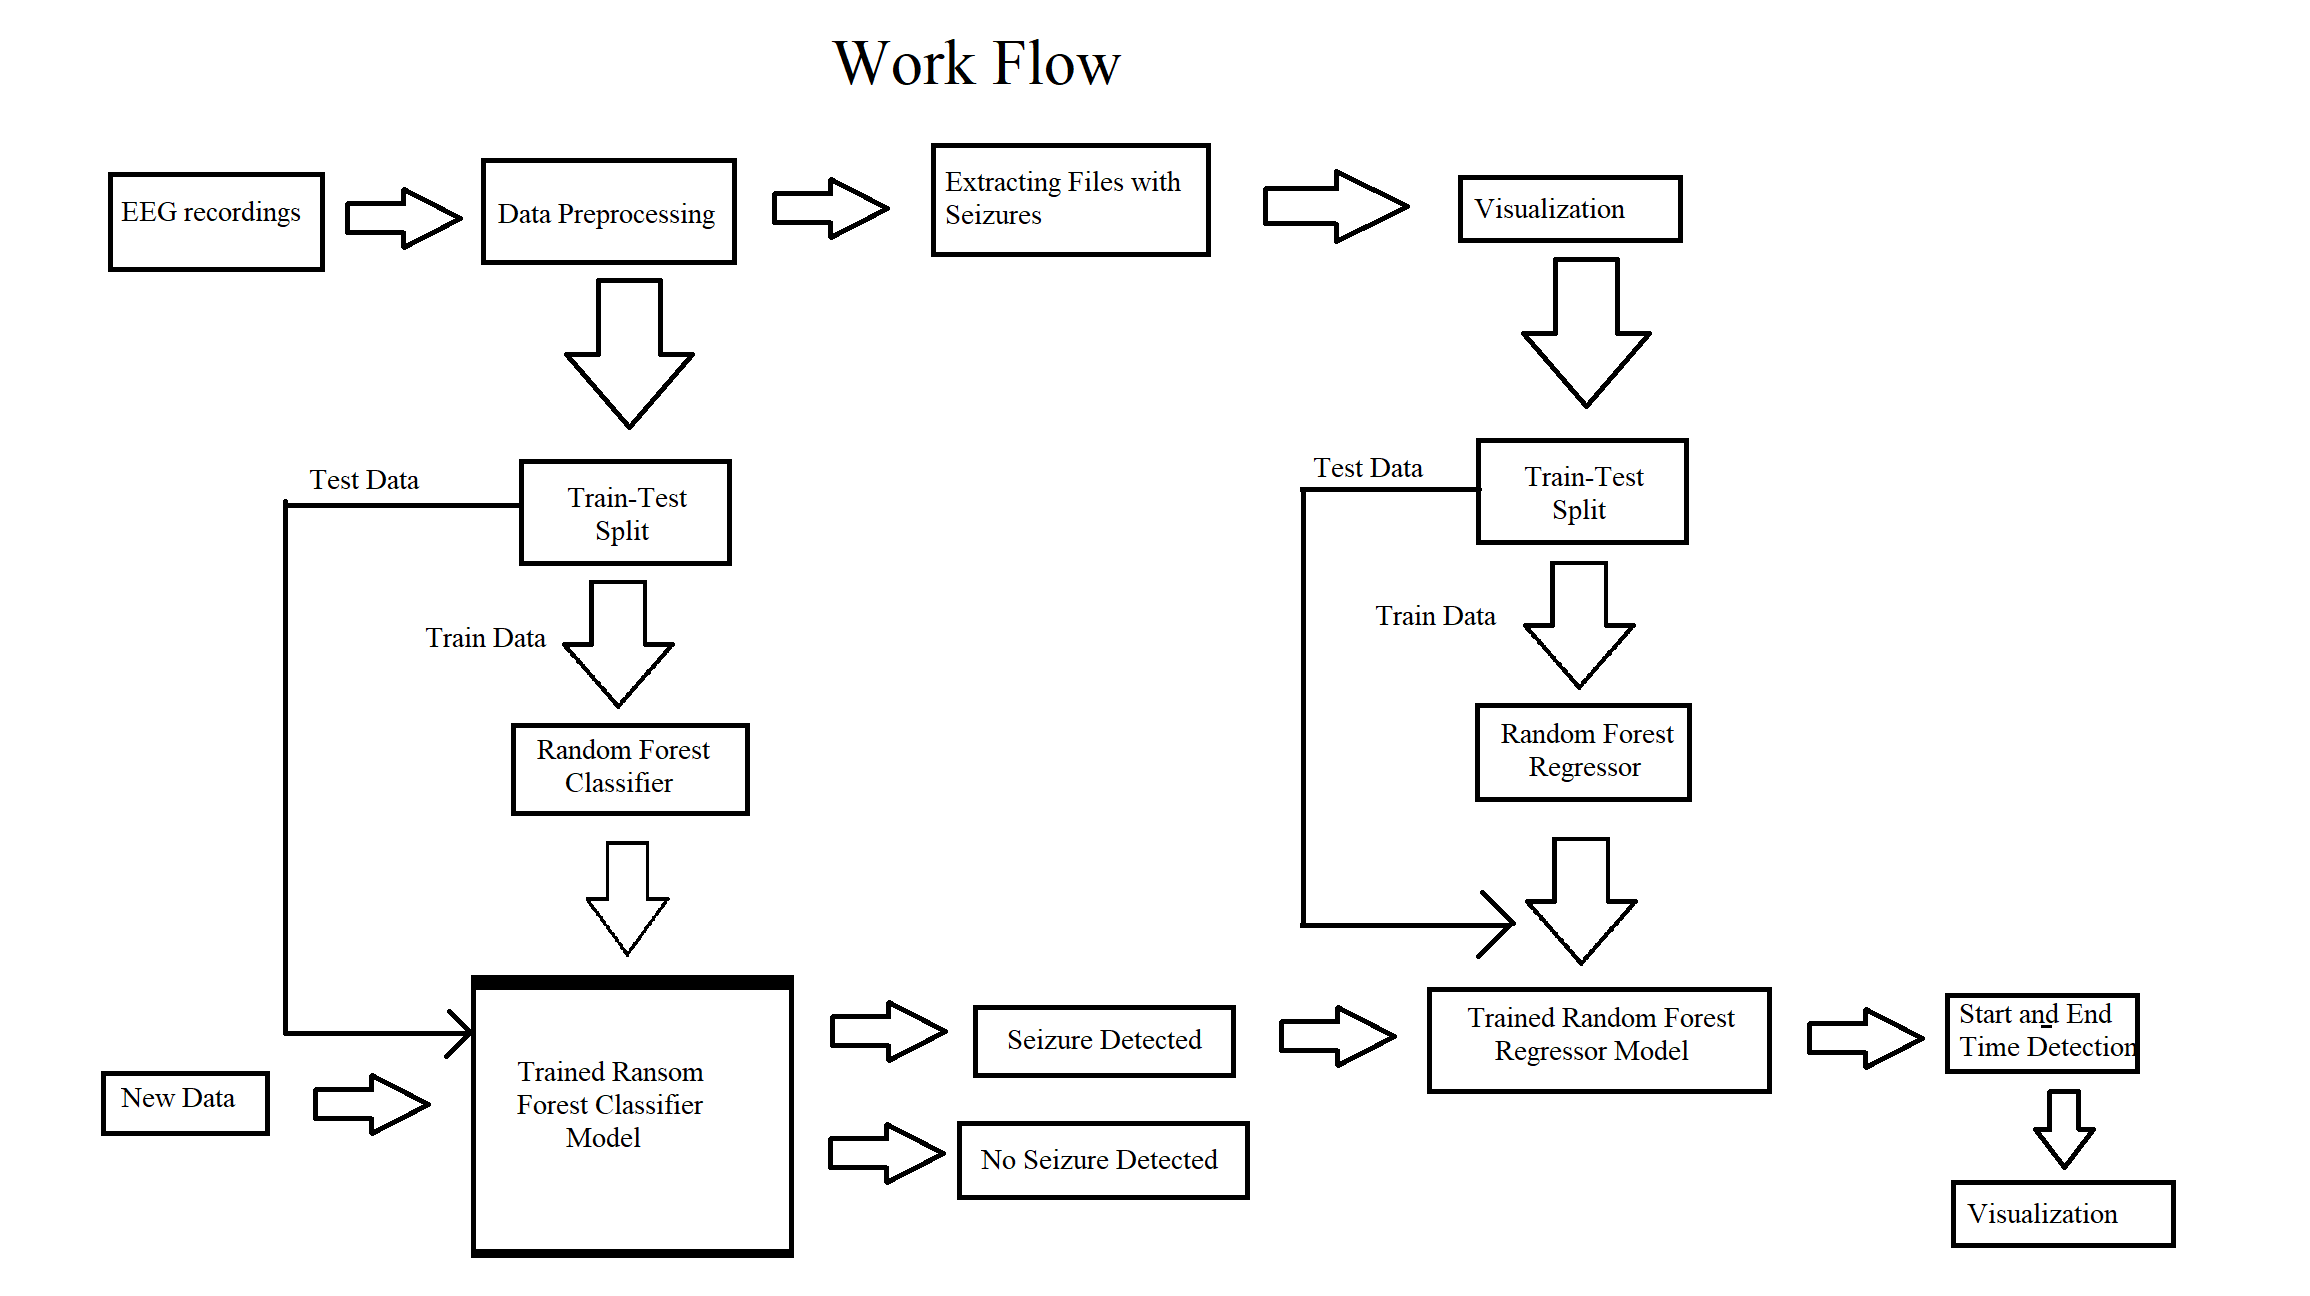 Work Flow
EEG recordings
Data Preprocessing
Extracting Files with
Seizures
Visualization
Test Data
Train-Test
Split
Train Data
Random Forest
Classifier
Test Data
Train-Test
Split
Train Data
Random Forest
Regressor
New Data
Trained Ransom
Forest Classifier
Model
Seizure Detected
No Seizure Detected
Trained Random Forest
Regressor Model
Start and End
Time Detection
Visualization